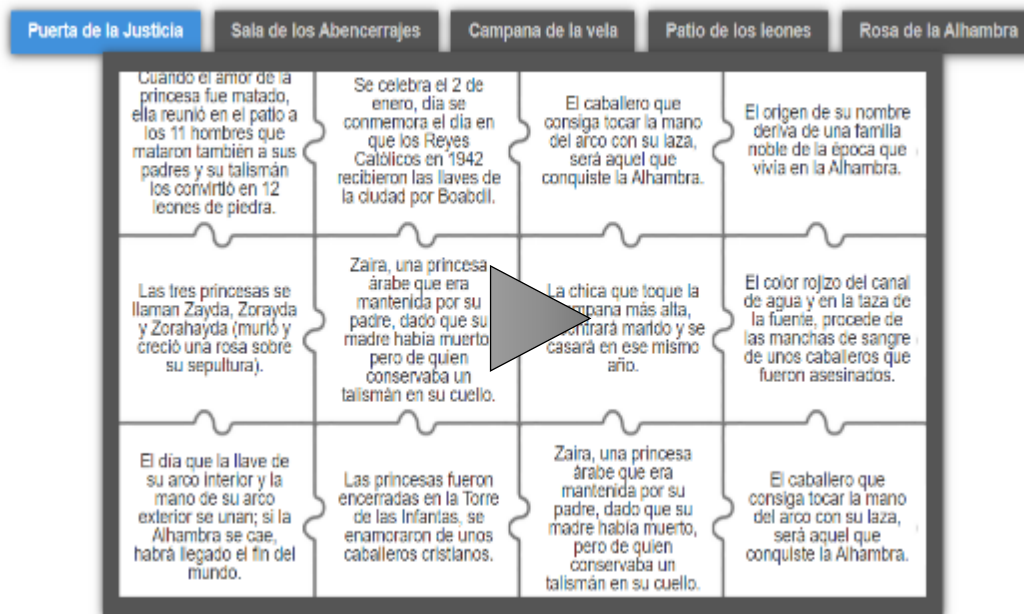 Puerta de la Justicia
Sala de los Abencerrajes
Campana de la vela
Patio de los leones
Rosa de la Alhambra
Cuando el amor de la
princesa fue matado,
ella reunió en el patio a
los 11 hombres que
mataron también a sus
padres y su talismán
los convirtió en 12
leones de piedra.
Se celebra el 2 de
enero, día se
conmemora el día en
que los Reyes
Católicos en 1942
recibieron las llaves de
la ciudad por Boabdil.
El caballero que
consiga tocar la mano
del arco con su laza,
será aquel que
conquiste la Alhambra.
El origen de su nombre
deriva de una familia
noble de la época que
vivía en la Alhambra.
Las tres princesas se
llaman Zayda, Zorayda
y Zorahayda (murió y
creció una rosa sobre
su sepultura).
Zaira, una princesa
árabe que era
mantenida por su
padre, dado que su
madre había muerto
pero de quien
conservaba un
talismán en su cuello.
La chica que toque la
más alta,
marido y se
casará en ese mismo
año.
El color rojizo del canal
de agua y en la taza de
la fuente, procede de
las manchas de sangre
de unos caballeros que
fueron asesinados.
El día que la llave de
su arco interior y la
mano de su arco
exterior se unan; si la
Alhambra se cae,
habrá llegado el fin del
mundo.
Las princesas fueron
encerradas en la Torre
de las Infantas, se
enamoraron de unos
caballeros cristianos.
Zaira, una princesa
árabe que era
mantenida por su
padre, dado que su
madre había muerto,
pero de quien
conservaba un
talismán en su cuello.
El caballero que
consiga tocar la mano
del arco con su laza,
será aquel que
conquiste la Alhambra.